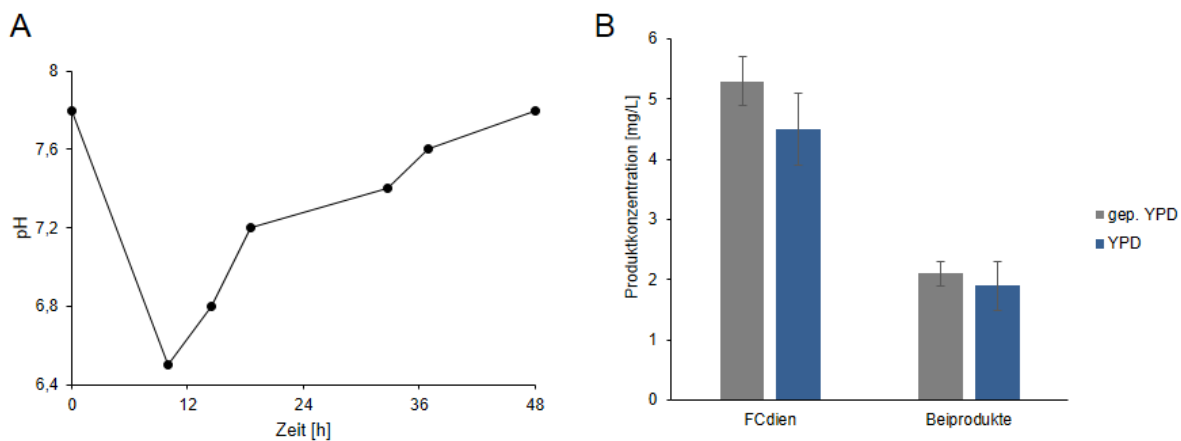 A
8
7,6
7,2
6,8
6,4
pH
0 12 24 36 48
Zeit [h]
B
6
5
4
3
2
1
0
Produktkonzentration [mg/L]
FCdien Beiprodukte
gep. YPD
YPD